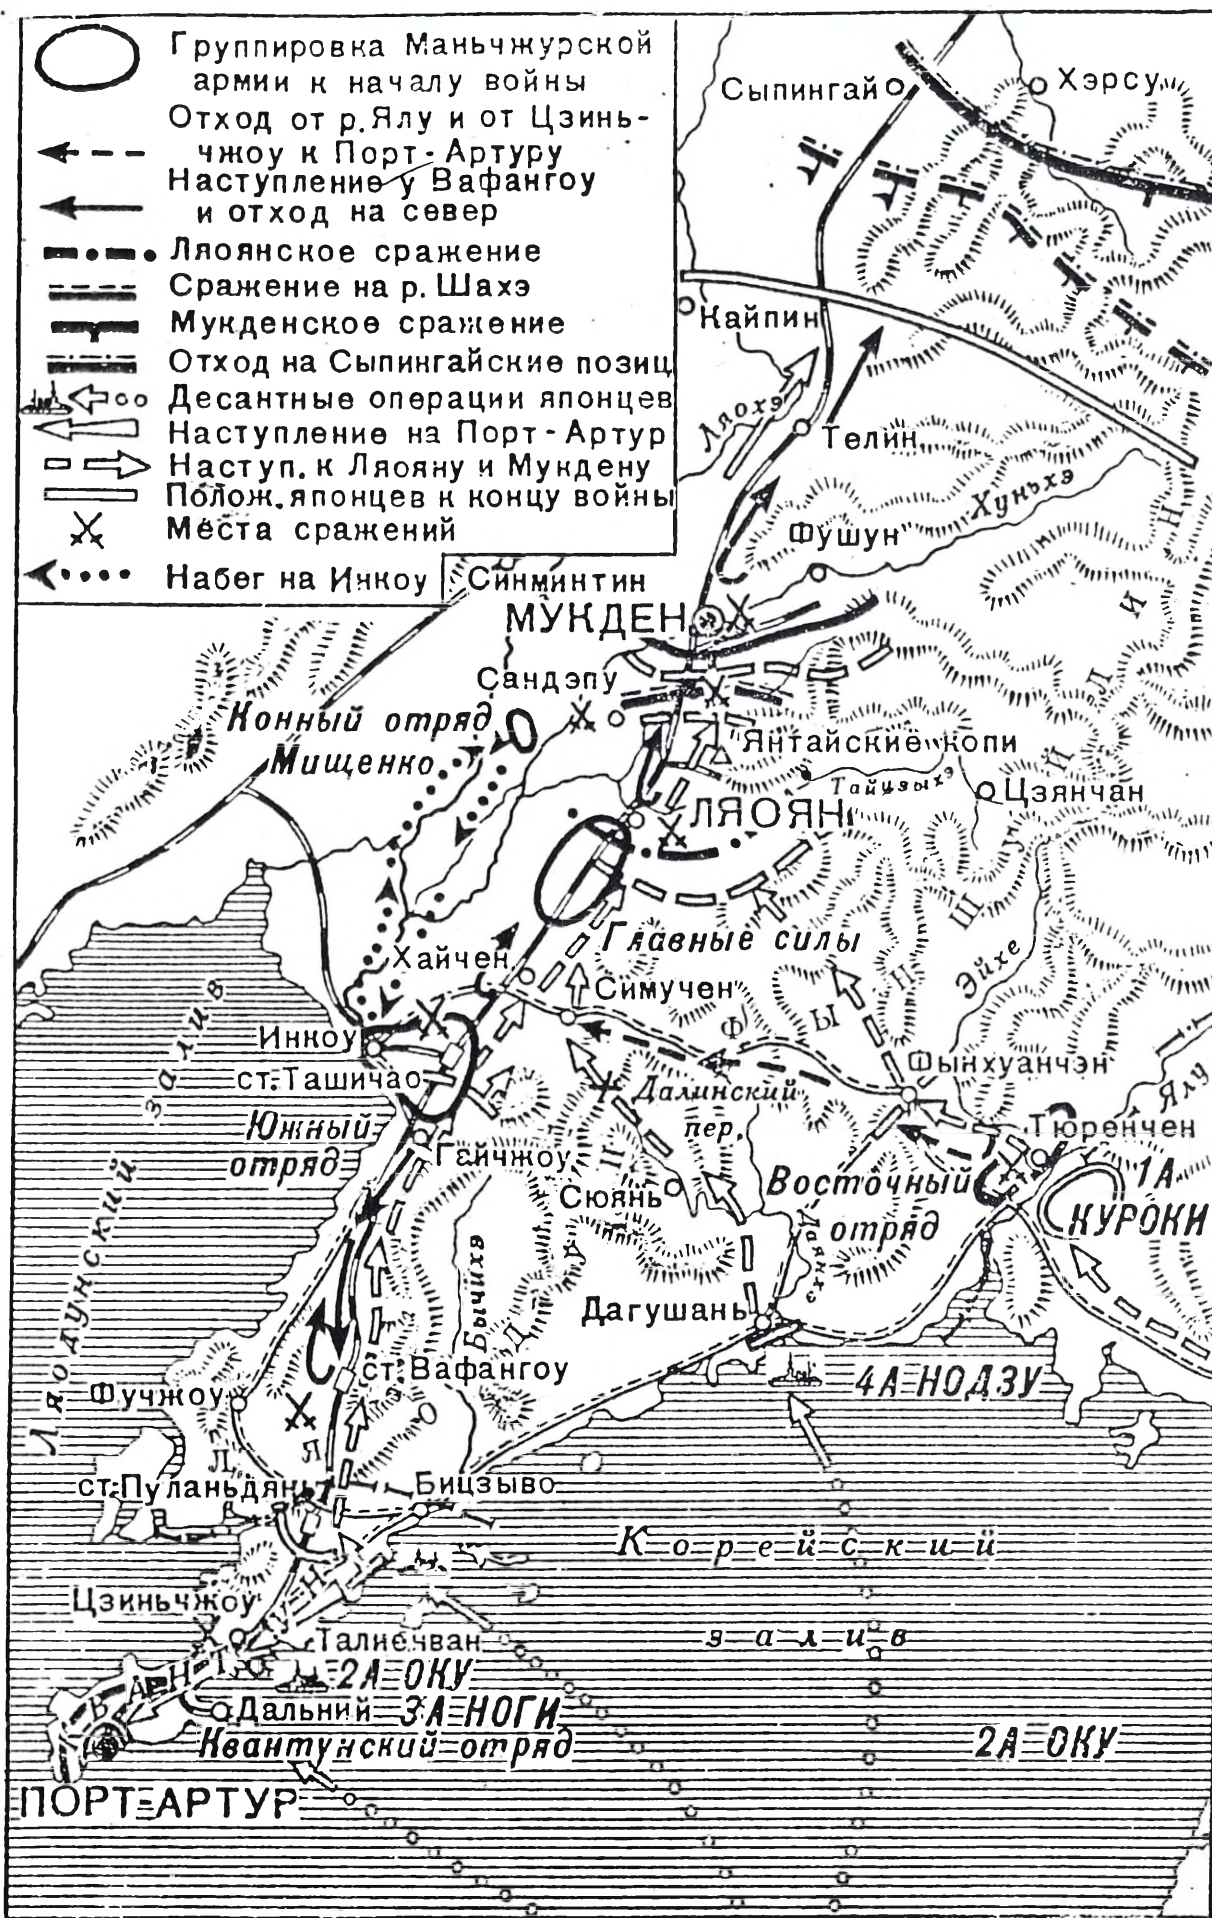 Группировка Маньчжурской
армии к началу войны
Отход от р. Ялу и от Цзинь-
чжоу к Порт-Артуру
Наступление у Вафангоу
и отход на север
Ляоянское сражение
Сражение на р. Шахэ
Мукденское сражение
Отход на Сыпингайские позиц
Десантные операции японцев
Наступление на Порт-Артур
Наступ. к Ляояну и Мукдену
Полож. японцев к концу войны
Места сражений
Набег на Инкоу
Сыпингай
Хэрсу
Кайпин
Ляохэ
Телин
Хуньхэ
Фушун
Синминтин
МУКДЕН
Сандэпу
Конный отряд
Мищенко
Янтайские копи
Тайцзыхэ
Цзянчан
ЛЯОЯН
Главные силы
Хайчен
Симучен
Эйхе
Инкоу
ст. Ташичао
Далинский
пер.
Фынхуанчэн
Ялу
Тюренчен
Южный
отряд
Гайчжоу
Сюянь
Восточный
отряд
1А
КУРОКИ
Даянхэ
Бычихэ
Дагушань
4А НОДЗУ
ст. Вафангоу
Фучжоу
Ляодунский залив
ст. Пуландянь
Бицзыво
Корейский
залив
Цзиньчжоу
Талиенван
2А ОКУ
КВАНТУН
Дальний
3А НОГИ
Квантунский отряд
2А ОКУ
ПОРТ-АРТУР